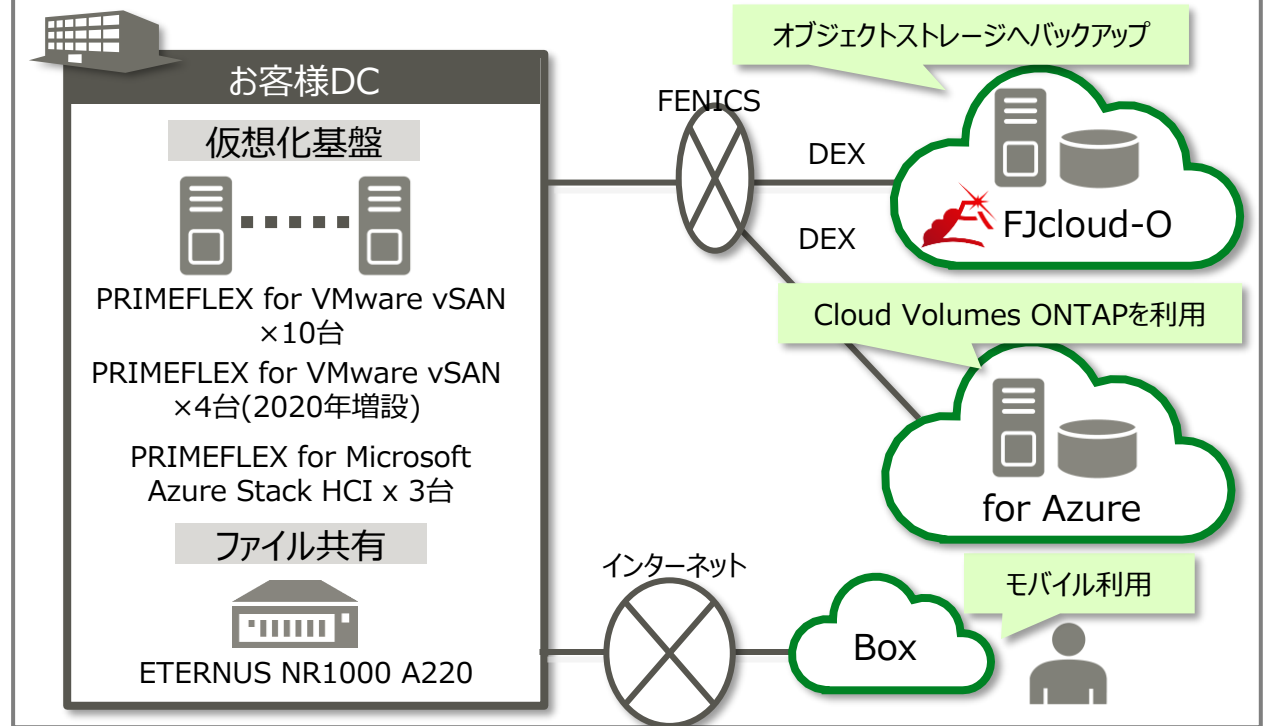 お客様DC
仮想化基盤
PRIMEFLEX for VMware vSAN
×10台
PRIMEFLEX for VMware vSAN
×4台(2020年増設)
PRIMEFLEX for Microsoft
Azure Stack HCI x 3台
ファイル共有
ETERNUS NR1000 A220
FENICS
DEX
DEX
インターネット
オブジェクトストレージへバックアップ
FJcloud-O
Cloud Volumes ONTAPを利用
for Azure
モバイル利用
Box